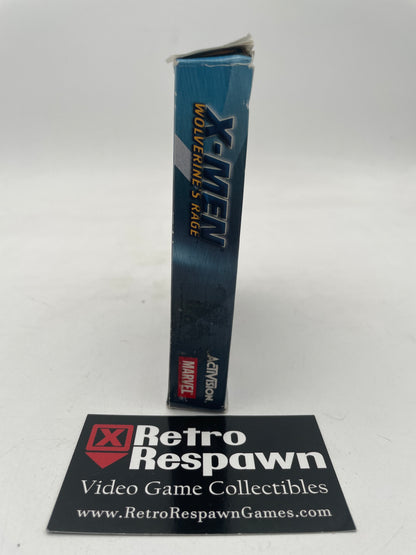 X-MEN
WOLVERINE'S RAGE
ACTIVISION
MARVEL
Retro
Respawn
Video Game Collectibles
www.RetroRespawnGames.com